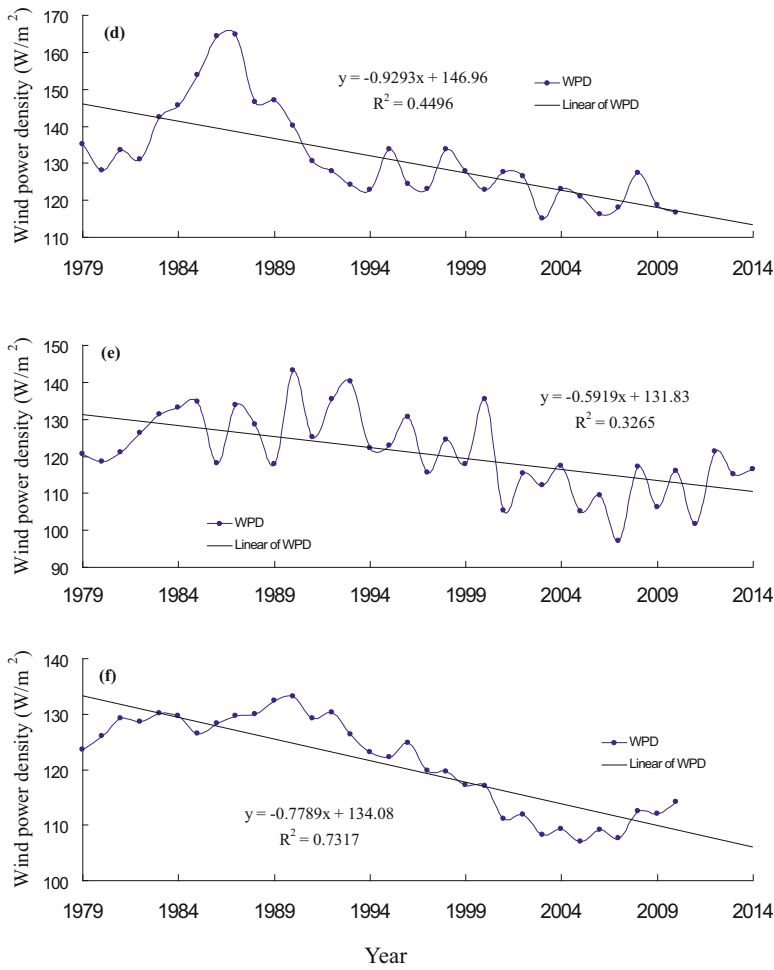 (d)
Wind power density (W/m²)
170
160
150
140
130
120
110
y = -0.9293x + 146.96
R² = 0.4496
WPD
Linear of WPD
1979 1984 1989 1994 1999 2004 2009 2014
(e)
Wind power density (W/m²)
150
140
130
120
110
100
90
y = -0.5919x + 131.83
R² = 0.3265
WPD
Linear of WPD
1979 1984 1989 1994 1999 2004 2009 2014
(f)
Wind power density (W/m²)
140
130
120
110
100
WPD
Linear of WPD
y = -0.7789x + 134.08
R² = 0.7317
1979 1984 1989 1994 1999 2004 2009 2014
Year